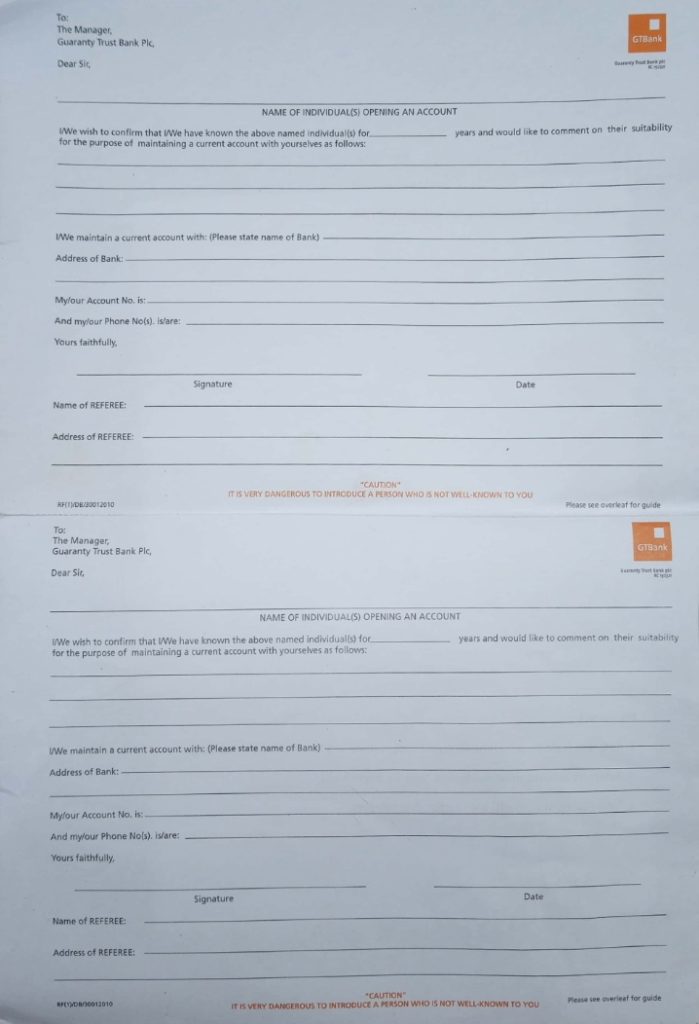 To:
The Manager,
Guaranty Trust Bank Plc,
GTBank
Guaranty Trust Bank plc
Dear Sir,
NAME OF INDIVIDUAL(S) OPENING AN ACCOUNT
I/We wish to confirm that I/We have known the above named individual(s) for years and would like to comment on their suitability
for the purpose of maintaining a current account with yourselves as follows:
I/We maintain a current account with: (Please state name of Bank)
Address of Bank:
My/our Account No. is:
And my/our Phone No(s). is/are:
Yours faithfully,
Signature Date
Name of REFEREE:
Address of REFEREE:
"CAUTION"
IT IS VERY DANGEROUS TO INTRODUCE A PERSON WHO IS NOT WELL-KNOWN TO YOU
RF(1)/DB/30012010 Please see overleaf for guide
To:
The Manager,
Guaranty Trust Bank Plc,
GTBank
Guaranty Trust Bank plc
Dear Sir,
NAME OF INDIVIDUAL(S) OPENING AN ACCOUNT
I/We wish to confirm that I/We have known the above named individual(s) for years and would like to comment on their suitability
for the purpose of maintaining a current account with yourselves as follows:
I/We maintain a current account with: (Please state name of Bank)
Address of Bank:
My/our Account No. is:
And my/our Phone No(s). is/are:
Yours faithfully,
Signature Date
Name of REFEREE:
Address of REFEREE:
"CAUTION"
IT IS VERY DANGEROUS TO INTRODUCE A PERSON WHO IS NOT WELL-KNOWN TO YOU
RF(1)/DB/30012010 Please see overleaf for guide